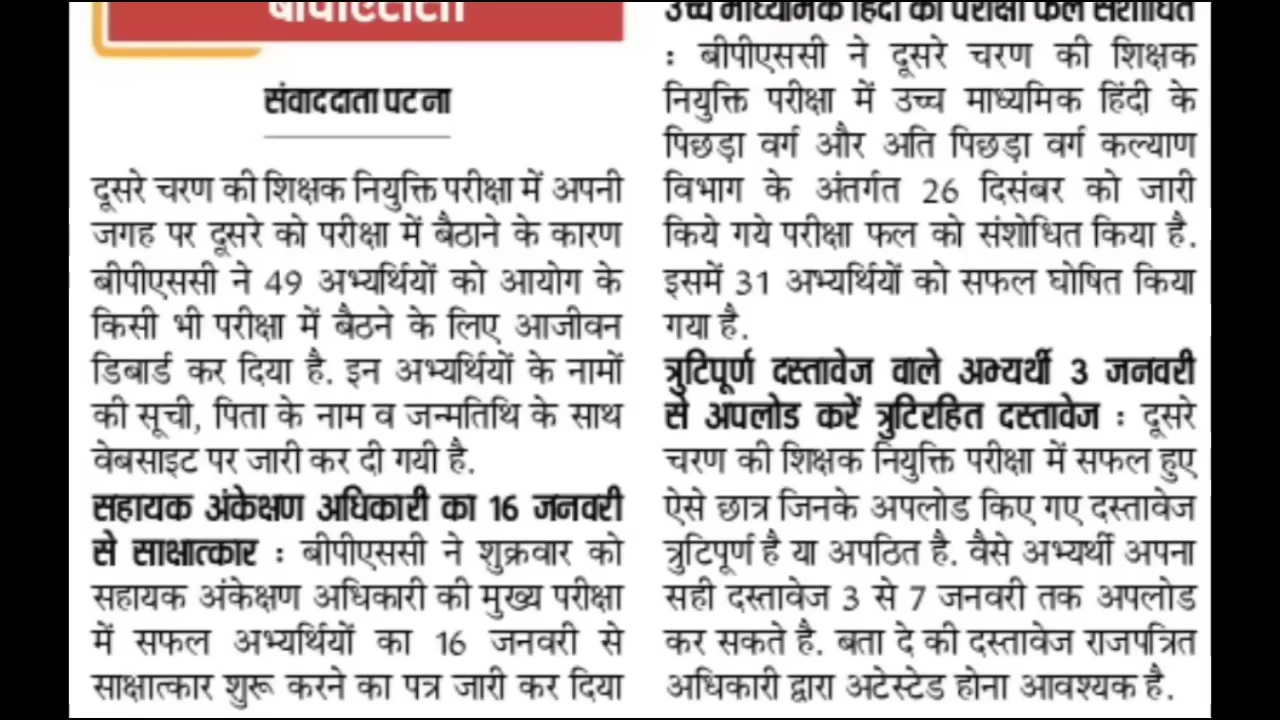 बीपीएससी
संवाददाता पटना
दूसरे चरण की शिक्षक नियुक्ति परीक्षा में अपनी
जगह पर दूसरे को परीक्षा में बैठाने के कारण
बीपीएससी ने 49 अभ्यर्थियों को आयोग के
किसी भी परीक्षा में बैठने के लिए आजीवन
डिबार्ड कर दिया है. इन अभ्यर्थियों के नामों
की सूची, पिता के नाम व जन्मतिथि के साथ
वेबसाइट पर जारी कर दी गयी है.
सहायक अंकेक्षण अधिकारी का 16 जनवरी
से साक्षात्कार : बीपीएससी ने शुक्रवार को
सहायक अंकेक्षण अधिकारी की मुख्य परीक्षा
में सफल अभ्यर्थियों का 16 जनवरी से
साक्षात्कार शुरू करने का पत्र जारी कर दिया
उच्च माध्यमिक हिंदी का परीक्षा फल संशोधित
: बीपीएससी ने दूसरे चरण की शिक्षक
नियुक्ति परीक्षा में उच्च माध्यमिक हिंदी के
पिछड़ा वर्ग और अति पिछड़ा वर्ग कल्याण
विभाग के अंतर्गत 26 दिसंबर को जारी
किये गये परीक्षा फल को संशोधित किया है.
इसमें 31 अभ्यर्थियों को सफल घोषित किया
गया है.
त्रुटिपूर्ण दस्तावेज वाले अभ्यर्थी 3 जनवरी
से अपलोड करें त्रुटिरहित दस्तावेज : दूसरे
चरण की शिक्षक नियुक्ति परीक्षा में सफल हुए
ऐसे छात्र जिनके अपलोड किए गए दस्तावेज
त्रुटिपूर्ण है या अपठित है. वैसे अभ्यर्थी अपना
सही दस्तावेज 3 से 7 जनवरी तक अपलोड
कर सकते है. बता दे की दस्तावेज राजपत्रित
अधिकारी द्वारा अटेस्टेड होना आवश्यक है.